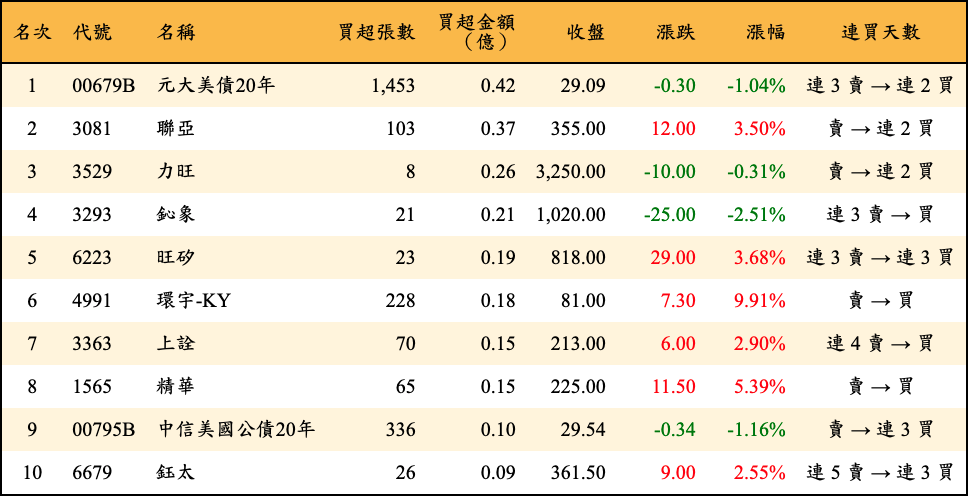 名次 代號 名稱 買超張數 買超金額（億） 收盤 漲跌 漲幅 連買天數
1 00679B 元大美債20年 1,453 0.42 29.09 -0.30 -1.04% 連 3 賣 → 連 2 買
2 3081 聯亞 103 0.37 355.00 12.00 3.50% 賣 → 連 2 買
3 3529 力旺 8 0.26 3,250.00 -10.00 -0.31% 賣 → 連 2 買
4 3293 鈊象 21 0.21 1,020.00 -25.00 -2.51% 連 3 賣 → 買
5 6223 旺矽 23 0.19 818.00 29.00 3.68% 連 3 賣 → 連 3 買
6 4991 環宇-KY 228 0.18 81.00 7.30 9.91% 賣 → 買
7 3363 上詮 70 0.15 213.00 6.00 2.90% 連 4 賣 → 買
8 1565 精華 65 0.15 225.00 11.50 5.39% 賣 → 買
9 00795B 中信美國公債20年 336 0.10 29.54 -0.34 -1.16% 賣 → 連 3 買
10 6679 鈺太 26 0.09 361.50 9.00 2.55% 連 5 賣 → 連 3 買